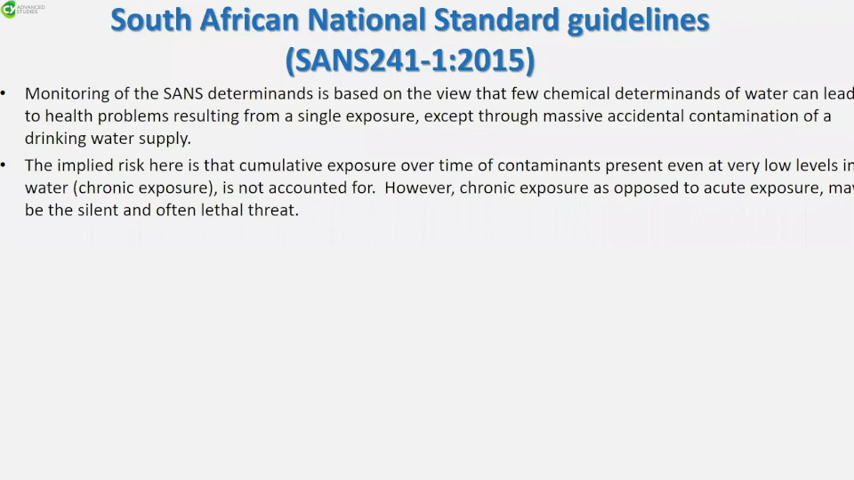 ADVANCED
STUDIES
South African National Standard guidelines
(SANS241-1:2015)
• Monitoring of the SANS determinands is based on the view that few chemical determinands of water can lead
to health problems resulting from a single exposure, except through massive accidental contamination of a
drinking water supply.
• The implied risk here is that cumulative exposure over time of contaminants present even at very low levels in
water (chronic exposure), is not accounted for. However, chronic exposure as opposed to acute exposure, may
be the silent and often lethal threat.